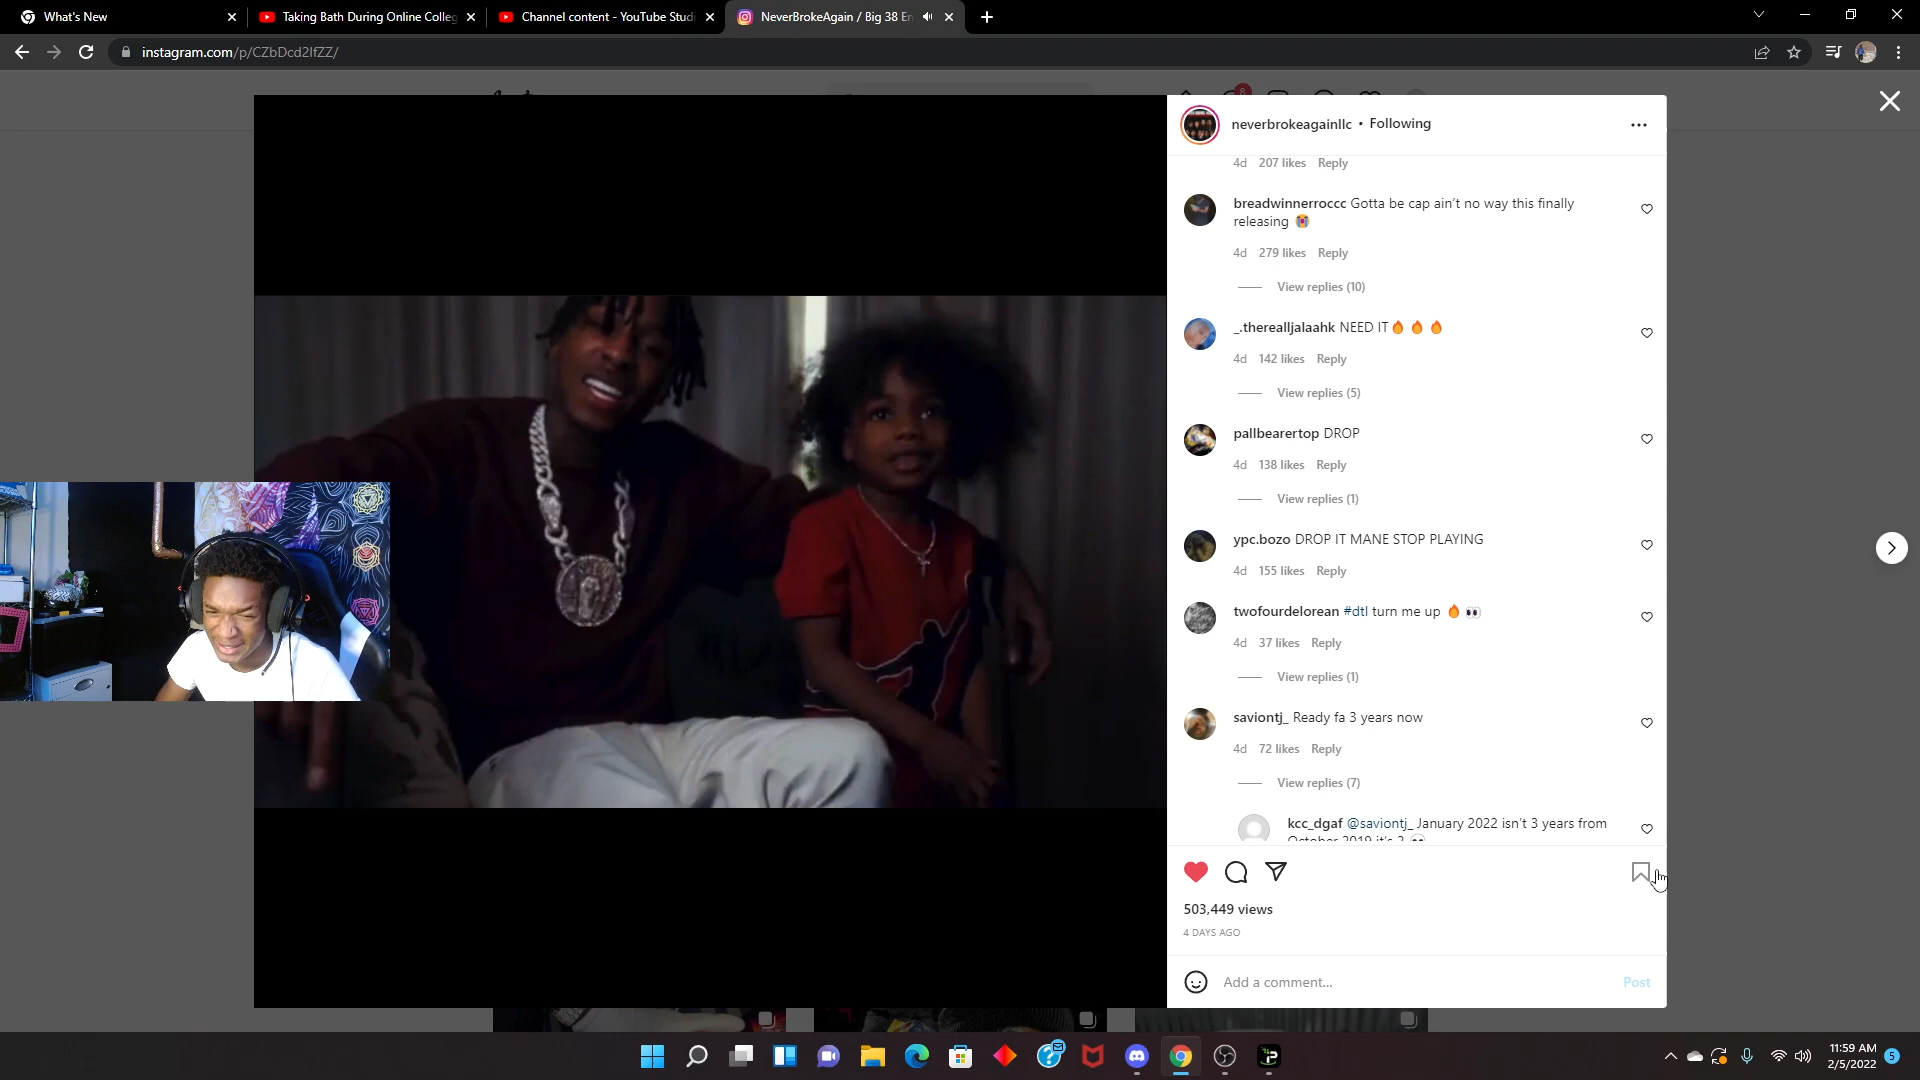 What's New
Taking Bath During Online Colleg
Channel content - YouTube Studi
NeverBrokeAgain / Big 38 En
instagram.com/p/CZbDcd2lfZZ/
8
neverbrokeagainllc • Following
4d 207 likes Reply
breadwinnerroccc Gotta be cap ain't no way this finally
releasing 😭
4d 279 likes Reply
View replies (10)
_.therealljalaahk NEED IT🔥 🔥 🔥
4d 142 likes Reply
View replies (5)
pallbearertop DROP
4d 138 likes Reply
View replies (1)
ypc.bozo DROP IT MANE STOP PLAYING
4d 155 likes Reply
twofourdelorean #dtl turn me up 🔥 👀
4d 37 likes Reply
View replies (1)
saviontj_ Ready fa 3 years now
4d 72 likes Reply
View replies (7)
kcc_dgaf @saviontj_ January 2022 isn't 3 years from
October 2019 it's 2
503,449 views
4 DAYS AGO
Add a comment...
Post
11:59 AM
2/5/2022
5